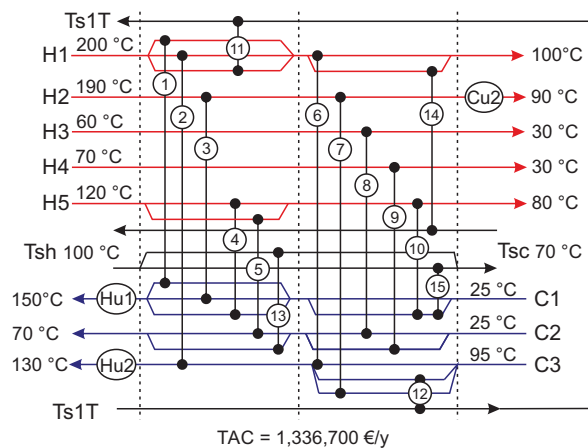 Ts1T
H1 200 °C 11 100°C
1 2 6
H2 190 °C Cu2 90 °C
14
H3 60 °C 3 7 30 °C
H4 70 °C 8 30 °C
H5 120 °C 9 80 °C
4 10
Tsh 100 °C 5 Tsc 70 °C
15
150°C Hu1 25 °C C1
13
70 °C 25 °C C2
130°C Hu2 95 °C C3
12
Ts1T
TAC = 1,336,700 €/y